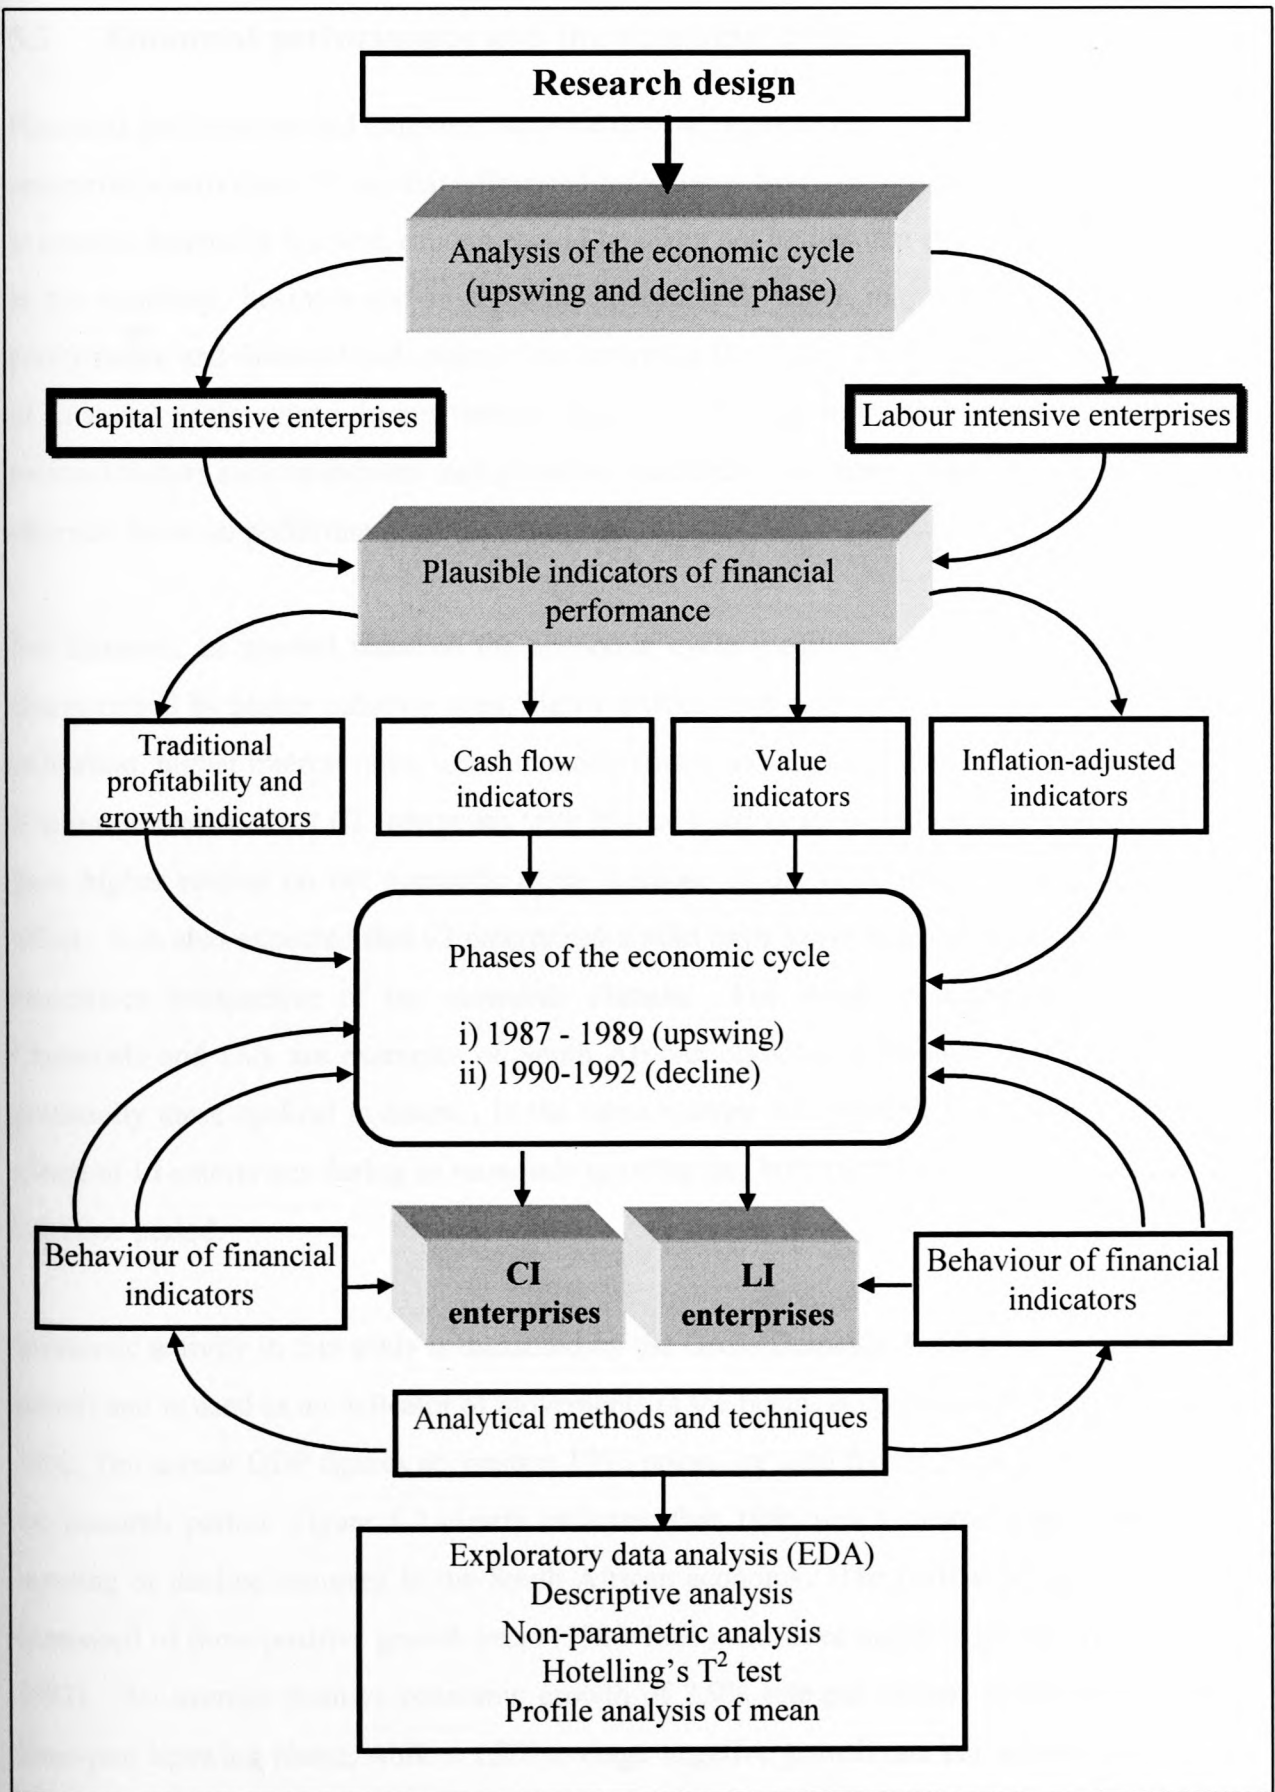 Research design
Analysis of the economic cycle
(upswing and decline phase)
Capital intensive enterprises
Labour intensive enterprises
Plausible indicators of financial
performance
Traditional
profitability and
growth indicators
Cash flow
indicators
Value
indicators
Inflation-adjusted
indicators
Phases of the economic cycle
i) 1987 - 1989 (upswing)
ii) 1990-1992 (decline)
Behaviour of financial
indicators
CI
enterprises
LI
enterprises
Behaviour of financial
indicators
Analytical methods and techniques
Exploratory data analysis (EDA)
Descriptive analysis
Non-parametric analysis
Hotelling's T² test
Profile analysis of mean